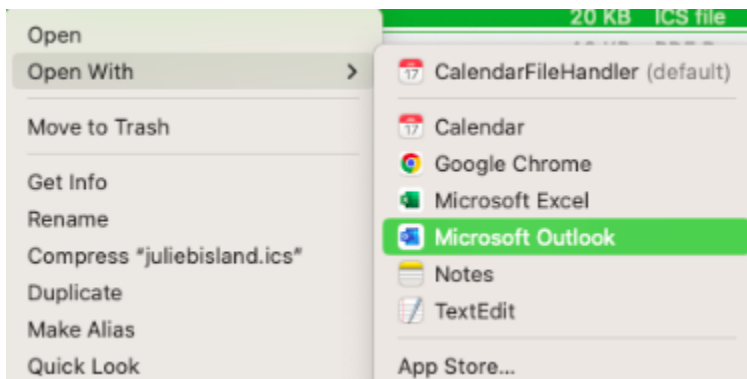 20 KB ICS file
Open
Open With
Move to Trash
Get Info
Rename
Compress "juliebisland.ics"
Duplicate
Make Alias
Quick Look
CalendarFileHandler (default)
Calendar
Google Chrome
Microsoft Excel
Microsoft Outlook
Notes
TextEdit
App Store...